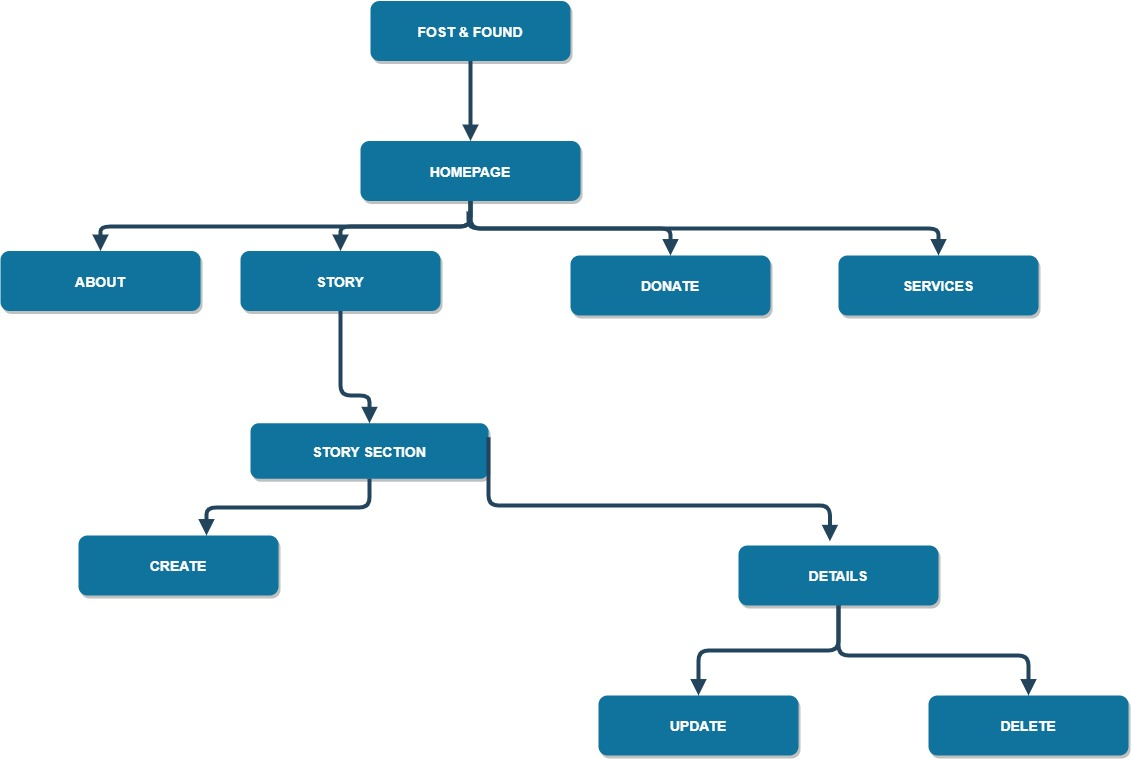 FOST & FOUND
HOMEPAGE
ABOUT
STORY
DONATE
SERVICES
STORY SECTION
CREATE
DETAILS
UPDATE
DELETE